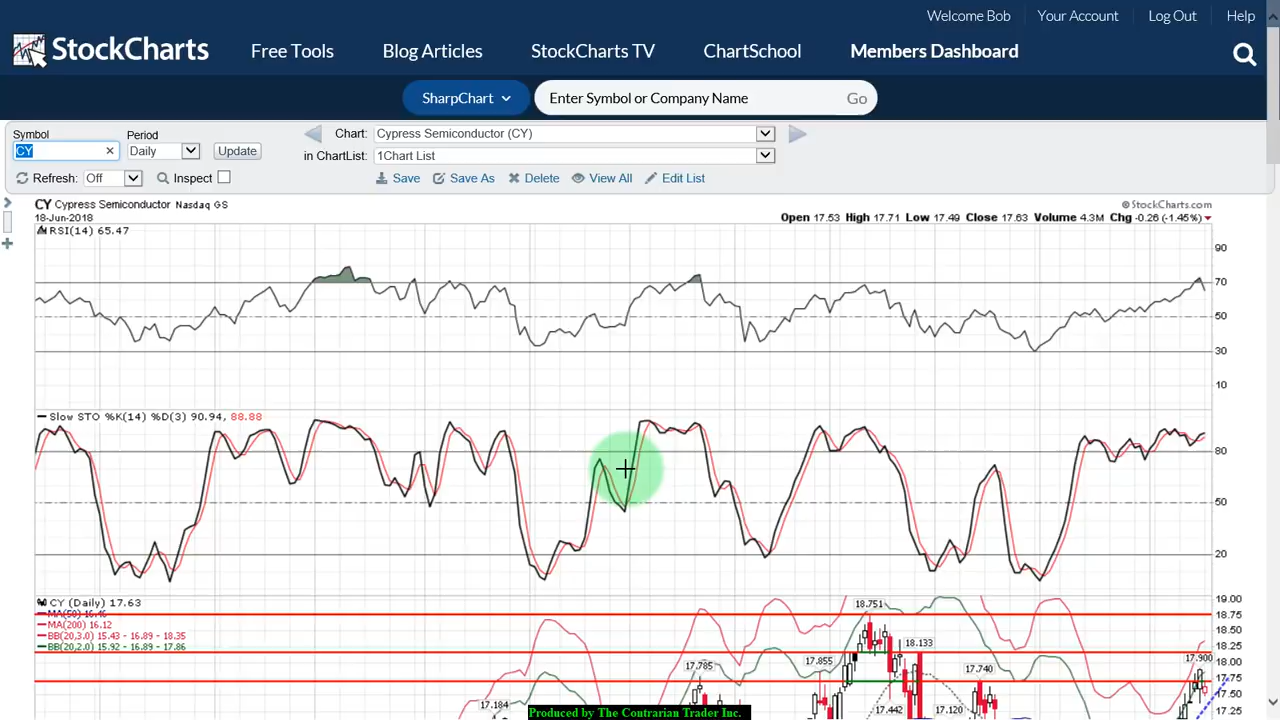 Welcome Bob Your Account Log Out Help
StockCharts Free Tools Blog Articles StockCharts TV ChartSchool Members Dashboard
SharpChart Enter Symbol or Company Name Go
Symbol Period Chart: Cypress Semiconductor (CY)
CY × Daily Update in ChartList: 1Chart List
Refresh: Off Inspect Save Save As Delete View All Edit List
CY Cypress Semiconductor Nasdaq GS © StockCharts.com
18-Jun-2018 Open 17.53 High 17.71 Low 17.49 Close 17.63 Volume 4.3M Chg -0.26 (-1.45%)
RSI(14) 65.47
90
70
50
30
10
Slow STO %K(14) %D(3) 90.94, 88.88
80
50
20
CY (Daily) 17.63 19.00
MA(50) 16.46 18.751 18.75
MA(200) 16.12 18.50
BB(20,3.0) 15.43 - 16.89 - 18.35 18.133 18.25
BB(20,2.0) 15.92 - 16.89 - 17.86
17.785 17.855 17.740 17.900 18.00
17.75
17.50
17.184 17.442 17.120 17.25
Produced by The Contrarian Trader Inc.